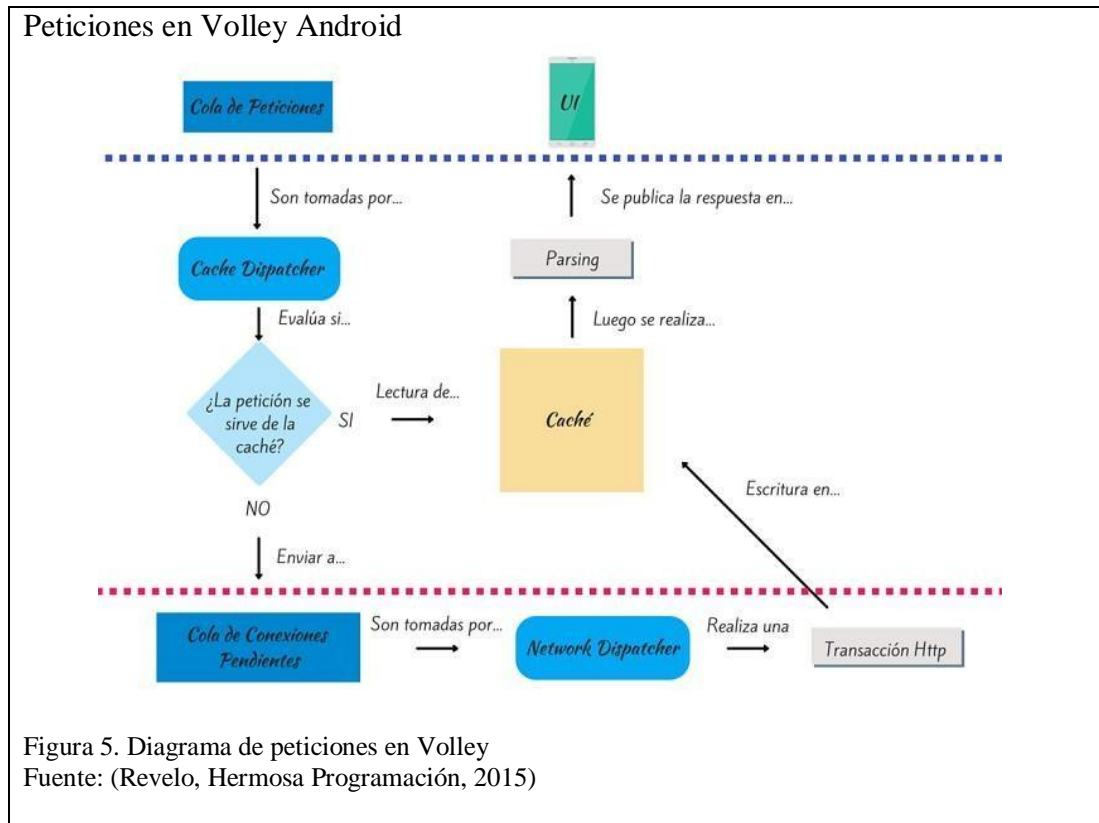 Peticiones en Volley Android
Cola de Peticiones
UI
Son tomadas por...
Se publica la respuesta en...
Cache Dispatcher
Parsing
Evalúa si...
Luego se realiza...
¿La petición se
sirve de la
caché?
SI
Lectura de...
Caché
NO
Escritura en...
Enviar a...
Cola de Conexiones
Pendientes
Son tomadas por...
Network Dispatcher
Realiza una
Transacción Http
Figura 5. Diagrama de peticiones en Volley
Fuente: (Revelo, Hermosa Programación, 2015)